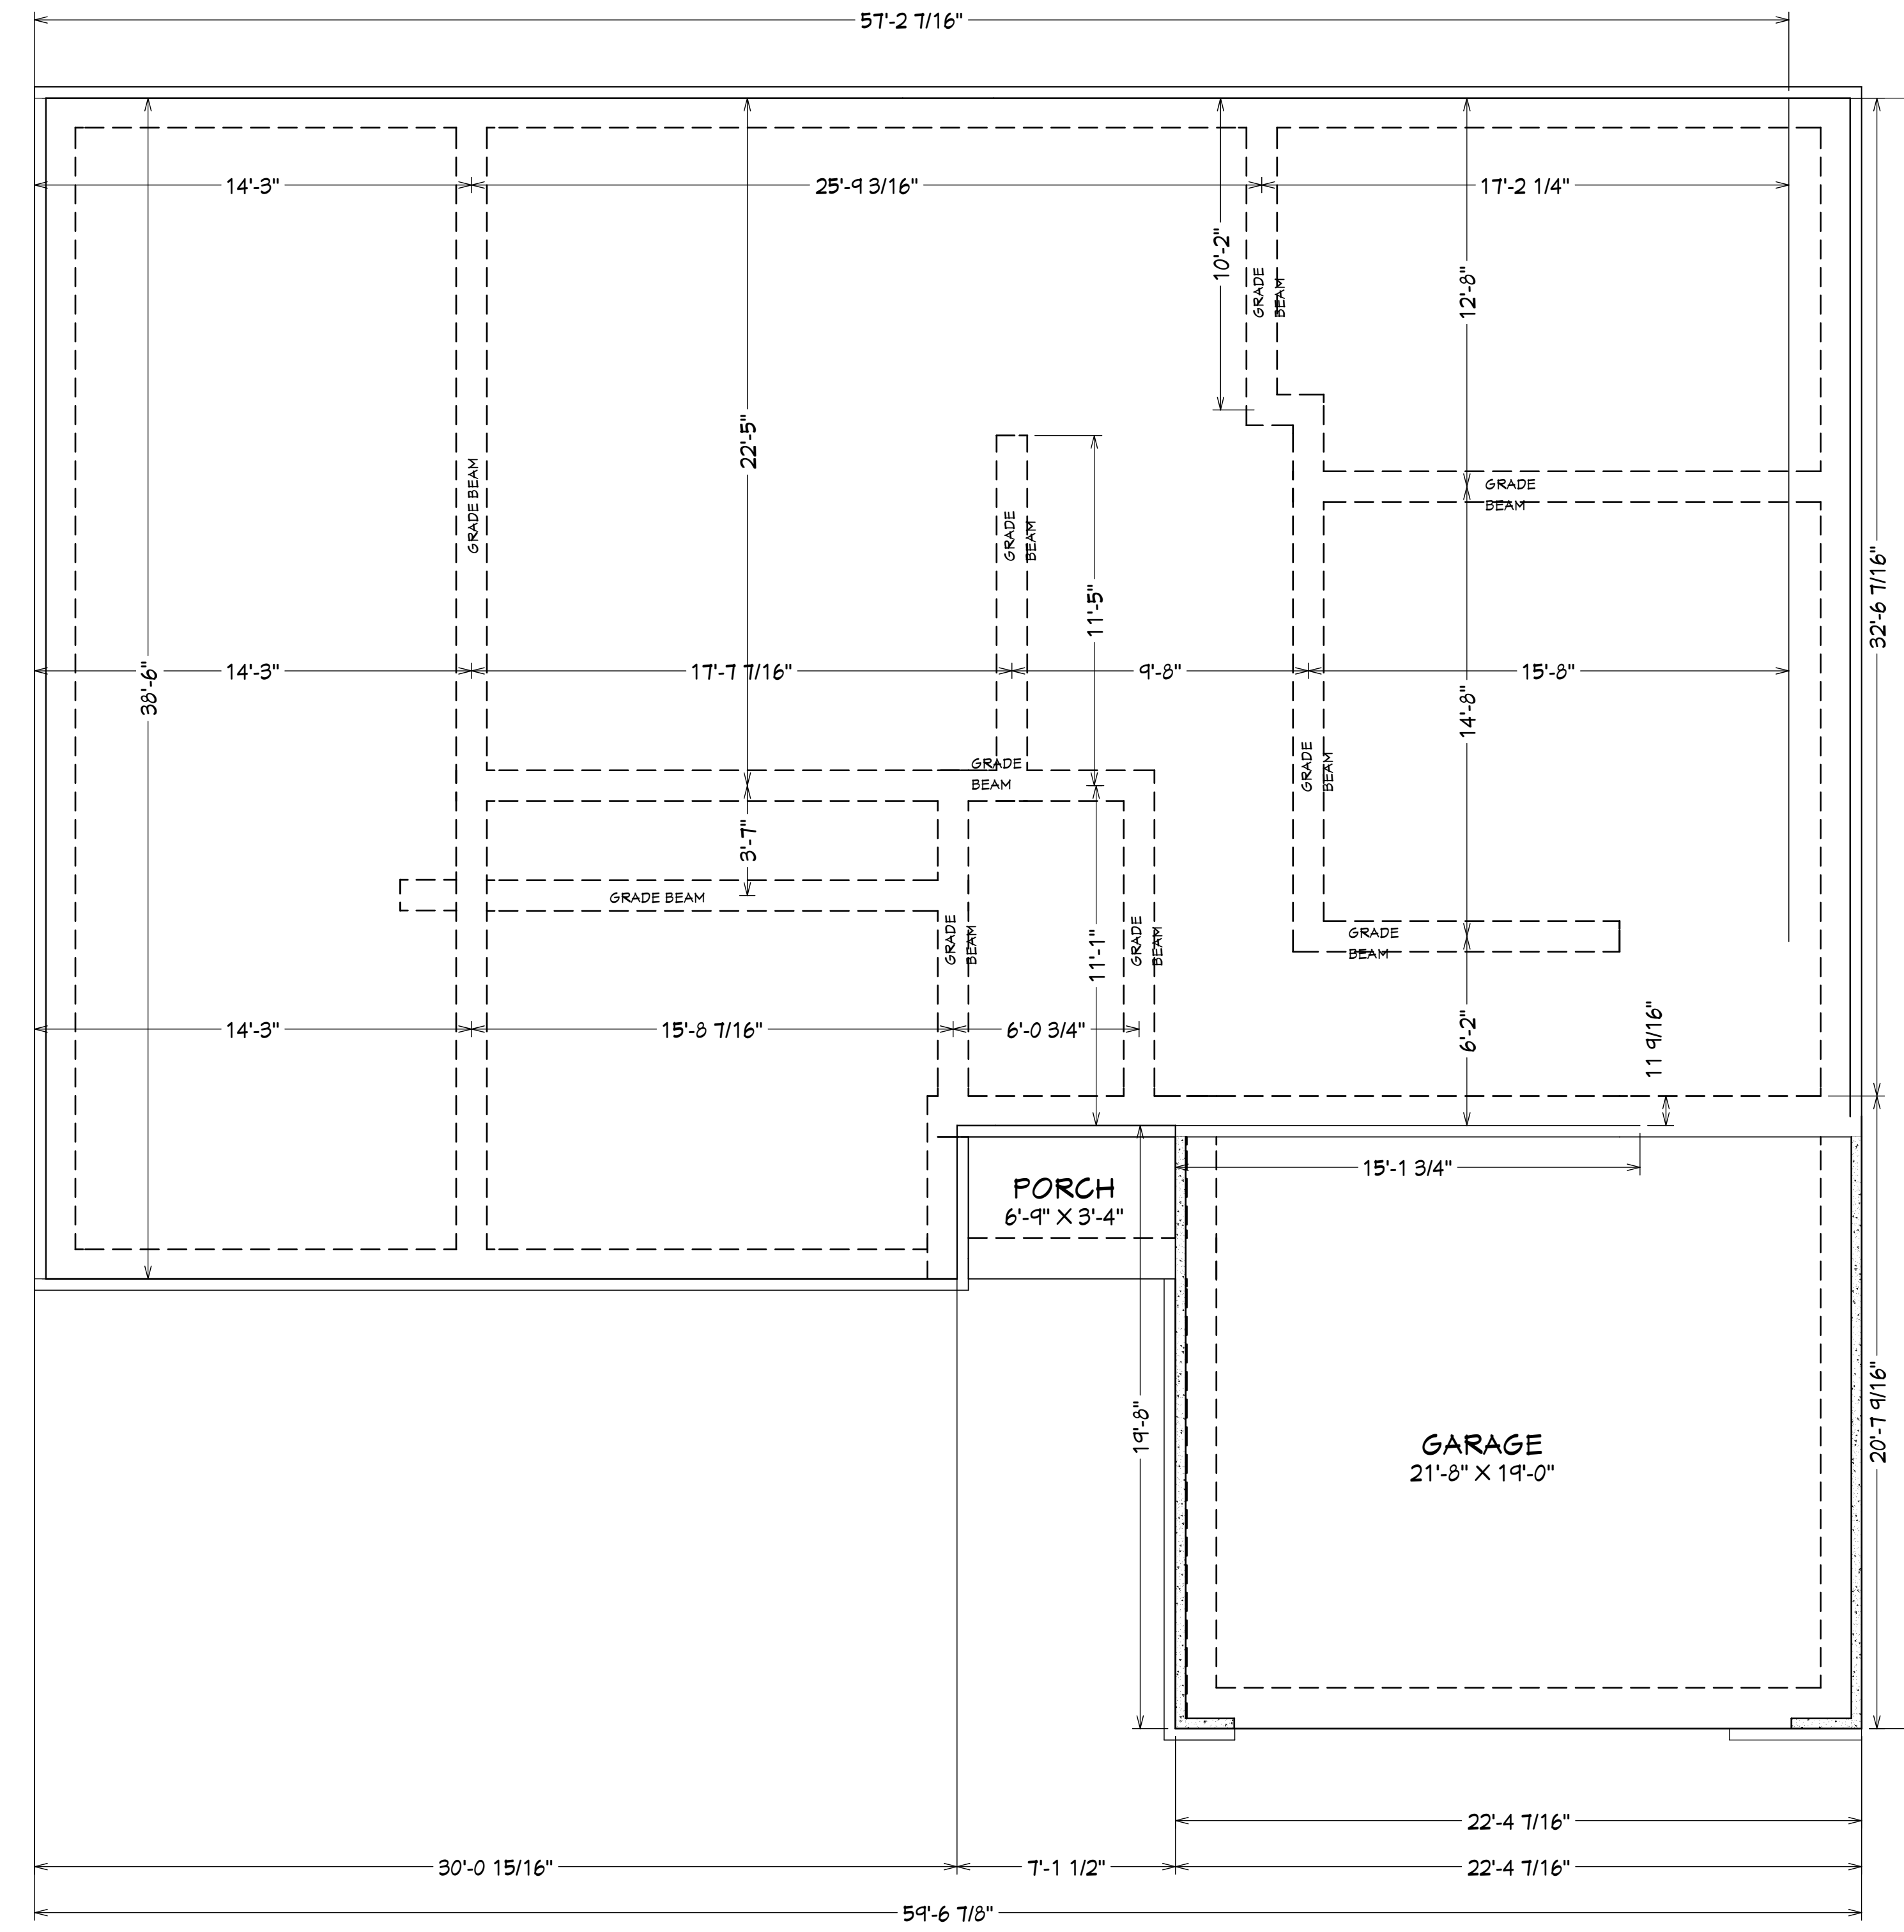 57'-2 7/16"
14'-3"
25'-9 3/16"
17'-2 1/4"
10'-2"
GRADE
BEAM
12'-8"
22'-5"
GRADE BEAM
GRADE
BEAM
GRADE
BEAM
11'-5"
32'-6 7/16"
38'-6"
14'-3"
17'-7 7/16"
9'-8"
15'-8"
14'-8"
GRADE
BEAM
GRADE
BEAM
3'-7"
GRADE BEAM
GRADE
BEAM
11'-1"
GRADE
BEAM
GRADE
BEAM
14'-3"
15'-8 7/16"
6'-0 3/4"
6'-2"
11 9/16"
15'-1 3/4"
PORCH
6'-9" X 3'-4"
19'-8"
GARAGE
21'-8" X 19'-0"
20'-7 9/16"
22'-4 7/16"
30'-0 15/16"
7'-1 1/2"
22'-4 7/16"
59'-6 7/8"